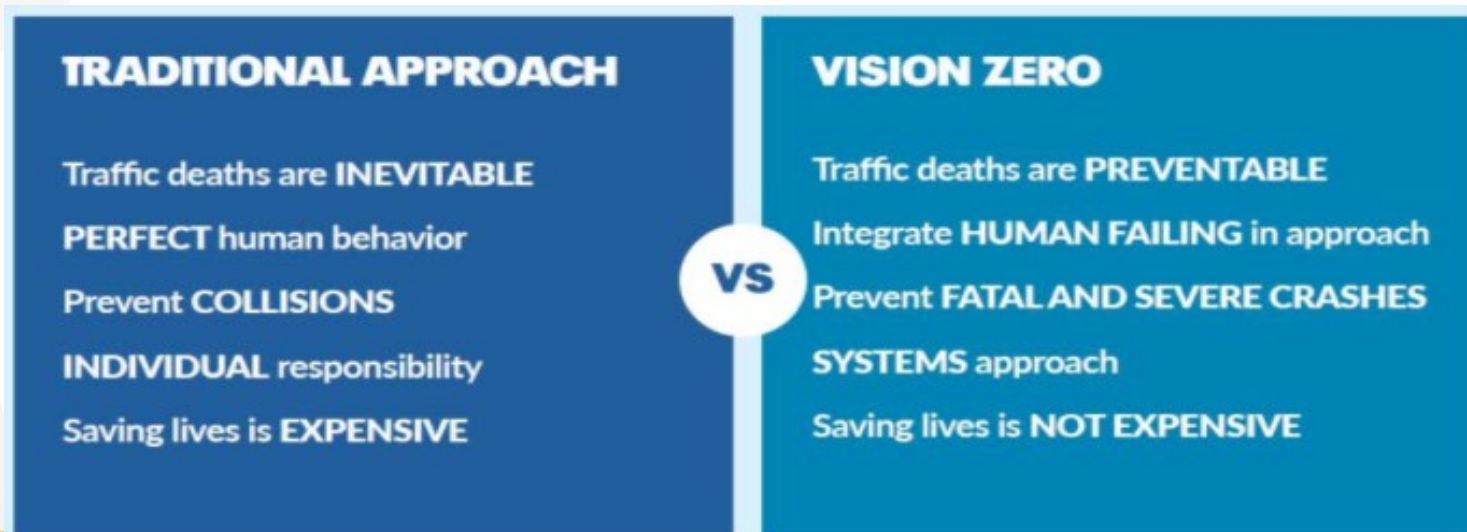 TRADITIONAL APPROACH
Traffic deaths are INEVITABLE
PERFECT human behavior
Prevent COLLISIONS
INDIVIDUAL responsibility
Saving lives is EXPENSIVE
VS
VISION ZERO
Traffic deaths are PREVENTABLE
Integrate HUMAN FAILING in approach
Prevent FATAL AND SEVERE CRASHES
SYSTEMS approach
Saving lives is NOT EXPENSIVE